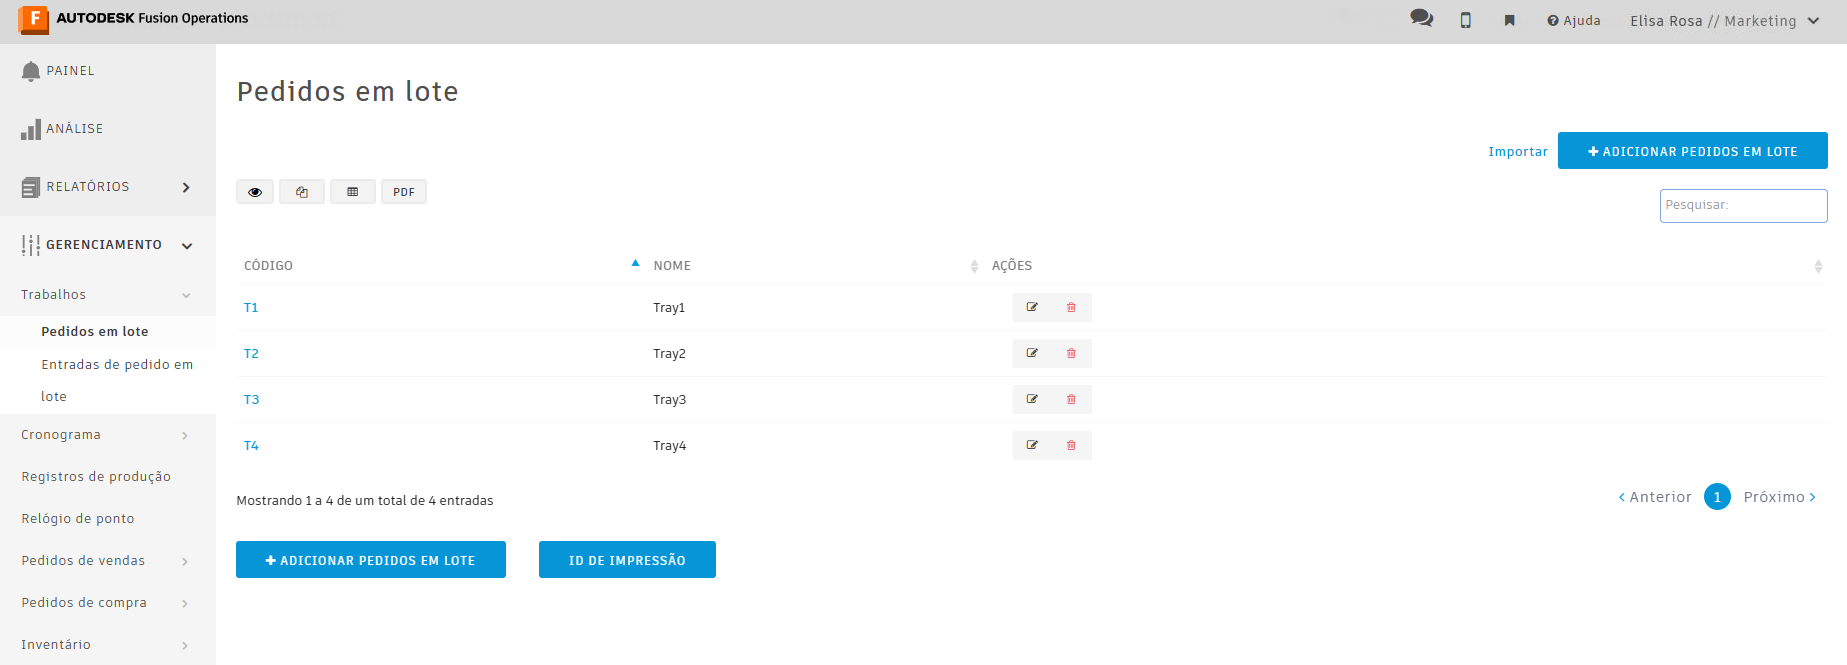 AUTODESK Fusion Operations
Ajuda
Elisa Rosa // Marketing
PAINEL
ANÁLISE
RELATÓRIOS
GERENCIAMENTO
Trabalhos
Pedidos em lote
Entradas de pedido em
lote
Cronograma
Registros de produção
Relógio de ponto
Pedidos de vendas
Pedidos de compra
Inventário
Pedidos em lote
Importar
+ ADICIONAR PEDIDOS EM LOTE
PDF
Pesquisar:
CÓDIGO NOME AÇÕES
T1 Tray1
T2 Tray2
T3 Tray3
T4 Tray4
Mostrando 1 a 4 de um total de 4 entradas
‹ Anterior 1 Próximo ›
+ ADICIONAR PEDIDOS EM LOTE
ID DE IMPRESSÃO